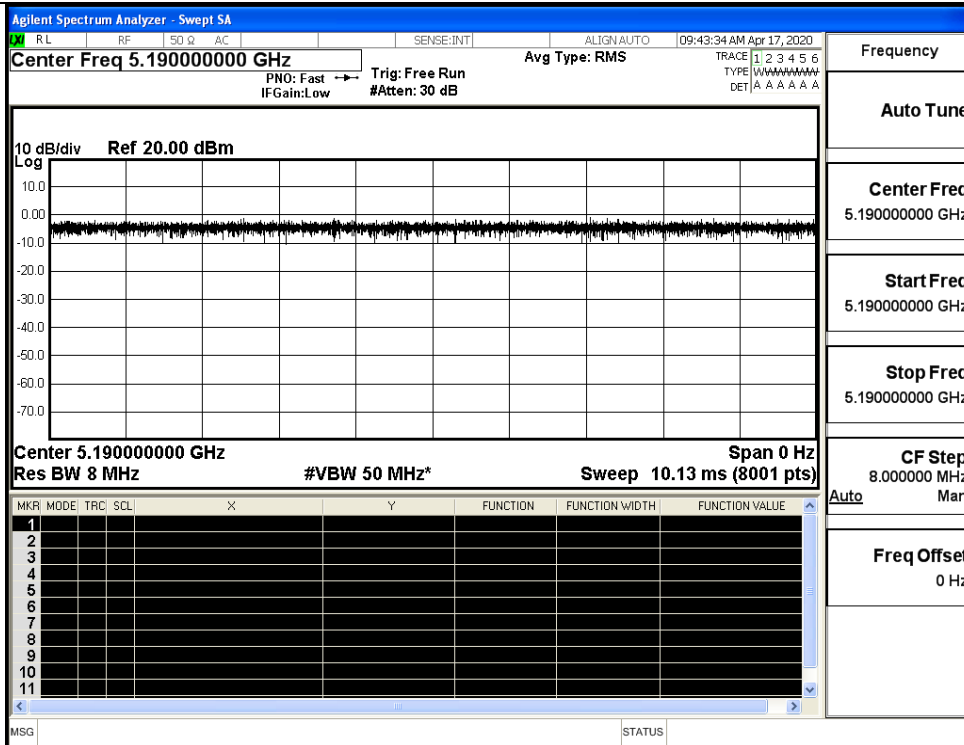 Agilent Spectrum Analyzer - Swept SA
LXI RL RF 50 Ω AC SENSE:INT ALIGN AUTO 09:43:34 AM Apr 17, 2020
Center Freq 5.190000000 GHz
PNO: Fast
IFGain:Low
Trig: Free Run
#Atten: 30 dB
Avg Type: RMS
TRACE 1 2 3 4 5 6
TYPE WWWWWW
DET A A A A A A
10 dB/div Ref 20.00 dBm
Log
10.0
0.00
-10.0
-20.0
-30.0
-40.0
-50.0
-60.0
-70.0
Center 5.190000000 GHz Span 0 Hz
Res BW 8 MHz #VBW 50 MHz* Sweep 10.13 ms (8001 pts)
MKR MODE TRC SCL X Y FUNCTION FUNCTION WIDTH FUNCTION VALUE
1
2
3
4
5
6
7
8
9
10
11
MSG STATUS
Frequency
Auto Tune
Center Freq
5.190000000 GHz
Start Freq
5.190000000 GHz
Stop Freq
5.190000000 GHz
CF Step
8.000000 MHz
Auto Man
Freq Offset
0 Hz